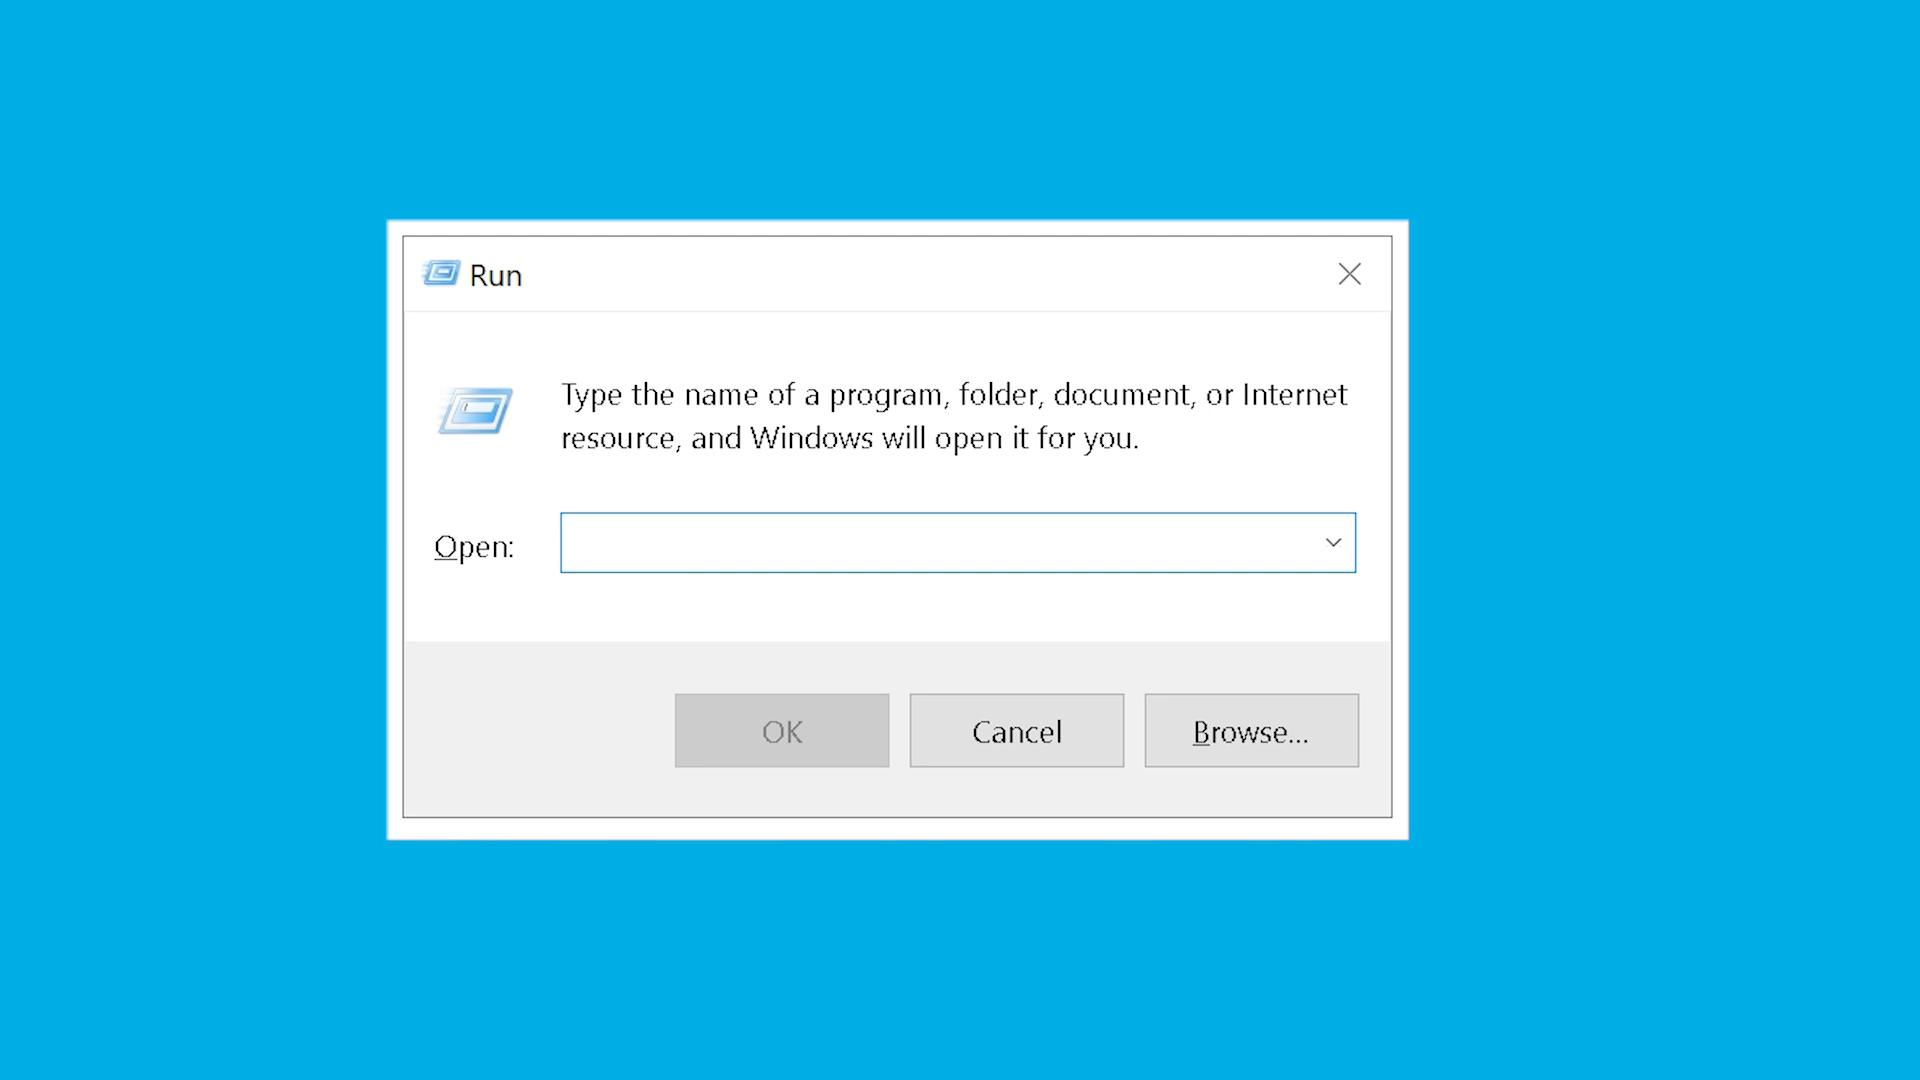 Run
Type the name of a program, folder, document, or Internet
resource, and Windows will open it for you.
Open:
OK Cancel Browse...